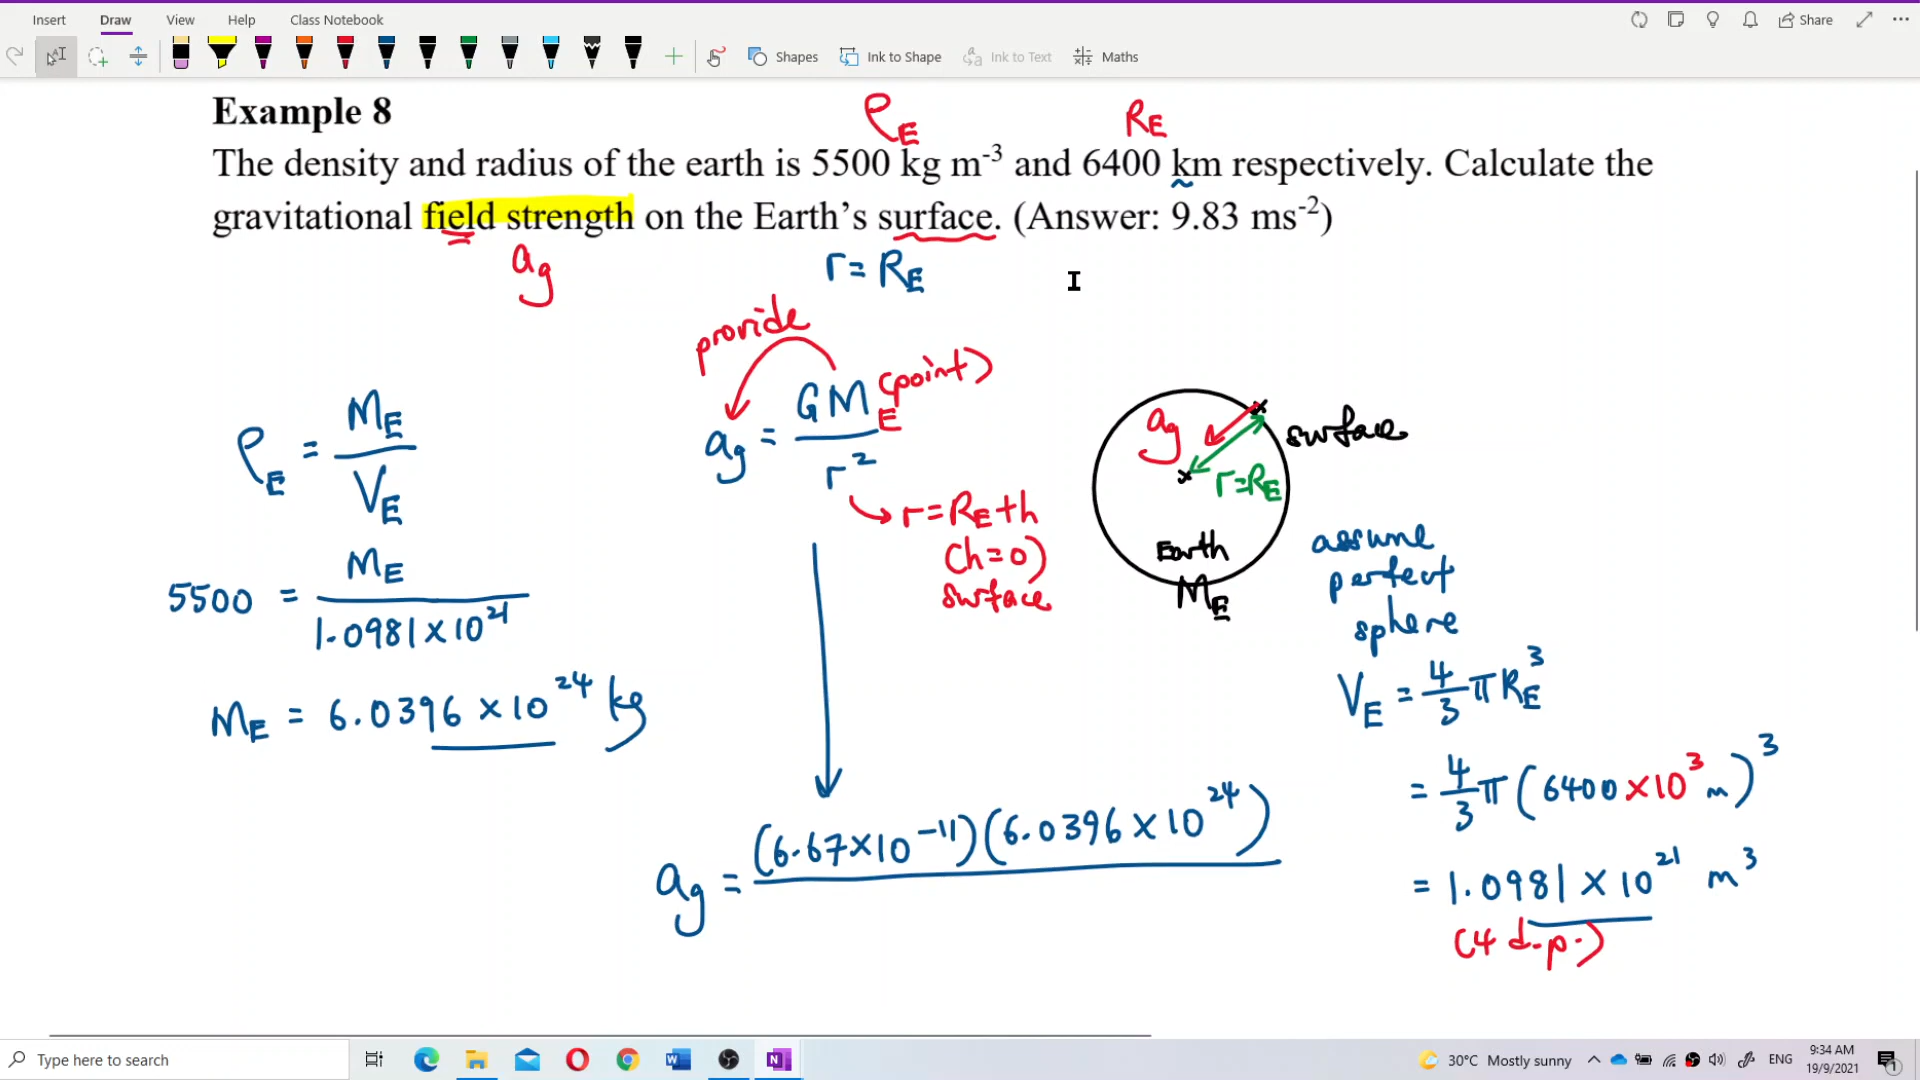 Insert Draw View Help Class Notebook Share
Shapes Ink to Shape Ink to Text Maths
Example 8
ρE RE
The density and radius of the earth is 5500 kg m⁻³ and 6400 km respectively. Calculate the
gravitational field strength on the Earth’s surface. (Answer: 9.83 ms⁻²)
ag
r = RE
provide
ρE = ME / VE
ag = GME / r²
(point)
→ r = RE + h
(h = 0)
surface
ag
surface
r = RE
Earth
ME
assume
perfect
sphere
5500 = ME / 1.0981 × 10²¹
ME = 6.0396 × 10²⁴ kg
VE = 4/3 π RE³
= 4/3 π (6400 × 10³ m)³
= 1.0981 × 10²¹ m³
(4 d.p.)
ag = (6.67 × 10⁻¹¹)(6.0396 × 10²⁴)
Type here to search
30°C Mostly sunny ENG 9:34 AM
19/9/2021
1